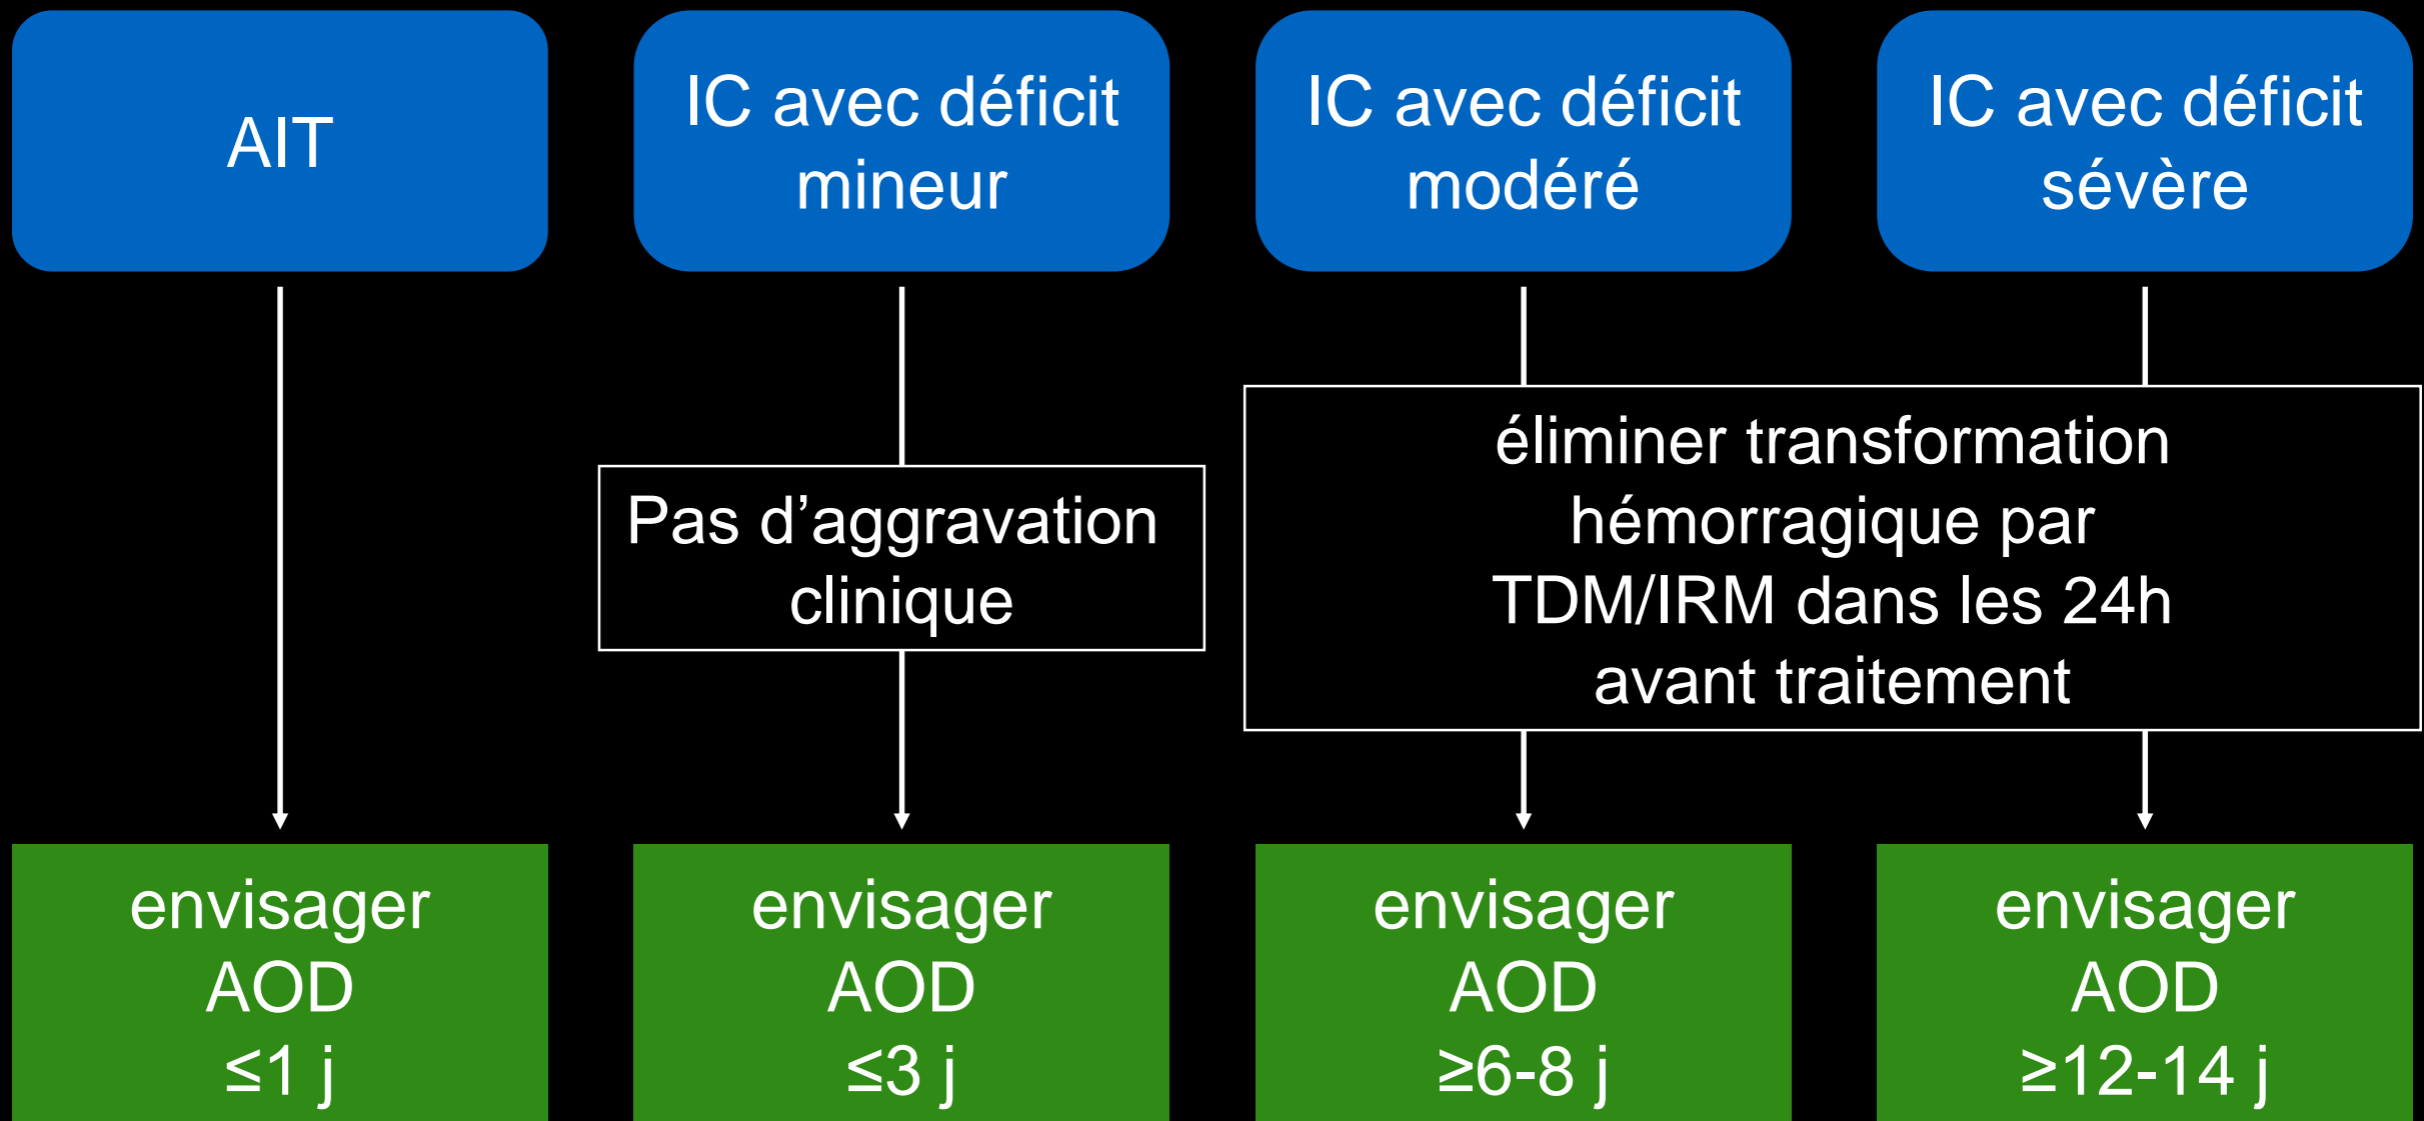 AIT
IC avec déficit
mineur
IC avec déficit
modéré
IC avec déficit
sévère
Pas d’aggravation
clinique
éliminer transformation
hémorragique par
TDM/IRM dans les 24h
avant traitement
envisager
AOD
≤1 j
envisager
AOD
≤3 j
envisager
AOD
≥6-8 j
envisager
AOD
≥12-14 j